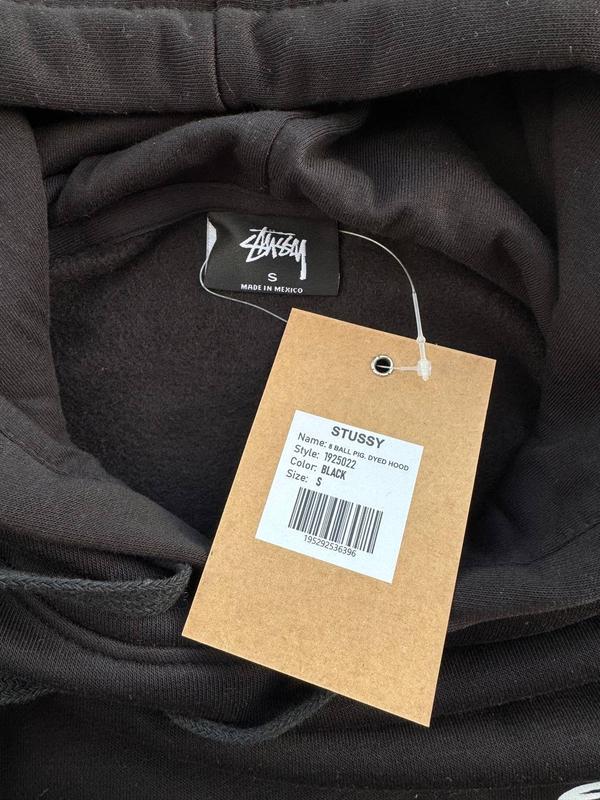 STÜSSY
S
MADE IN MEXICO
STUSSY
Name: 8 BALL PIG. DYED HOOD
Style: 1925022
Color: BLACK
Size: S
195292536396